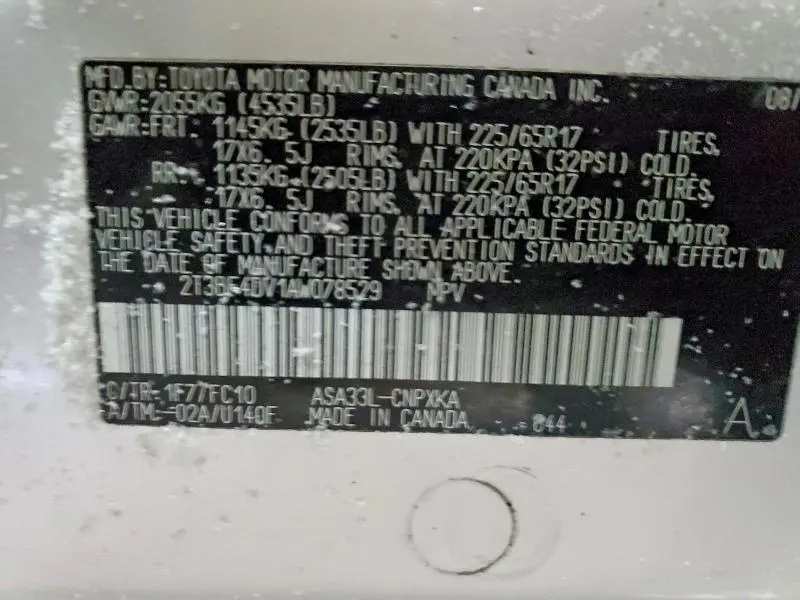 MFD. BY: TOYOTA MOTOR MANUFACTURING CANADA INC. 08/
GVWR: 2055KG (4535LB)
GAWR: FRT. 1145KG (2535LB) WITH 225/65R17 TIRES,
17X6. 5J RIMS, AT 220KPA (32PSI) COLD.
RR. 1135KG (2505LB) WITH 225/65R17 TIRES,
17X6. 5J RIMS, AT 220KPA (32PSI) COLD.
THIS VEHICLE CONFORMS TO ALL APPLICABLE FEDERAL MOTOR
VEHICLE SAFETY AND THEFT PREVENTION STANDARDS IN EFFECT ON
THE DATE OF MANUFACTURE SHOWN ABOVE.
2T3BF4DV1AW078529 MPV
C/TR: 1F7/FC10 ASA33L-CNPXKA
A/TM: -02A/U140F MADE IN CANADA 844 A